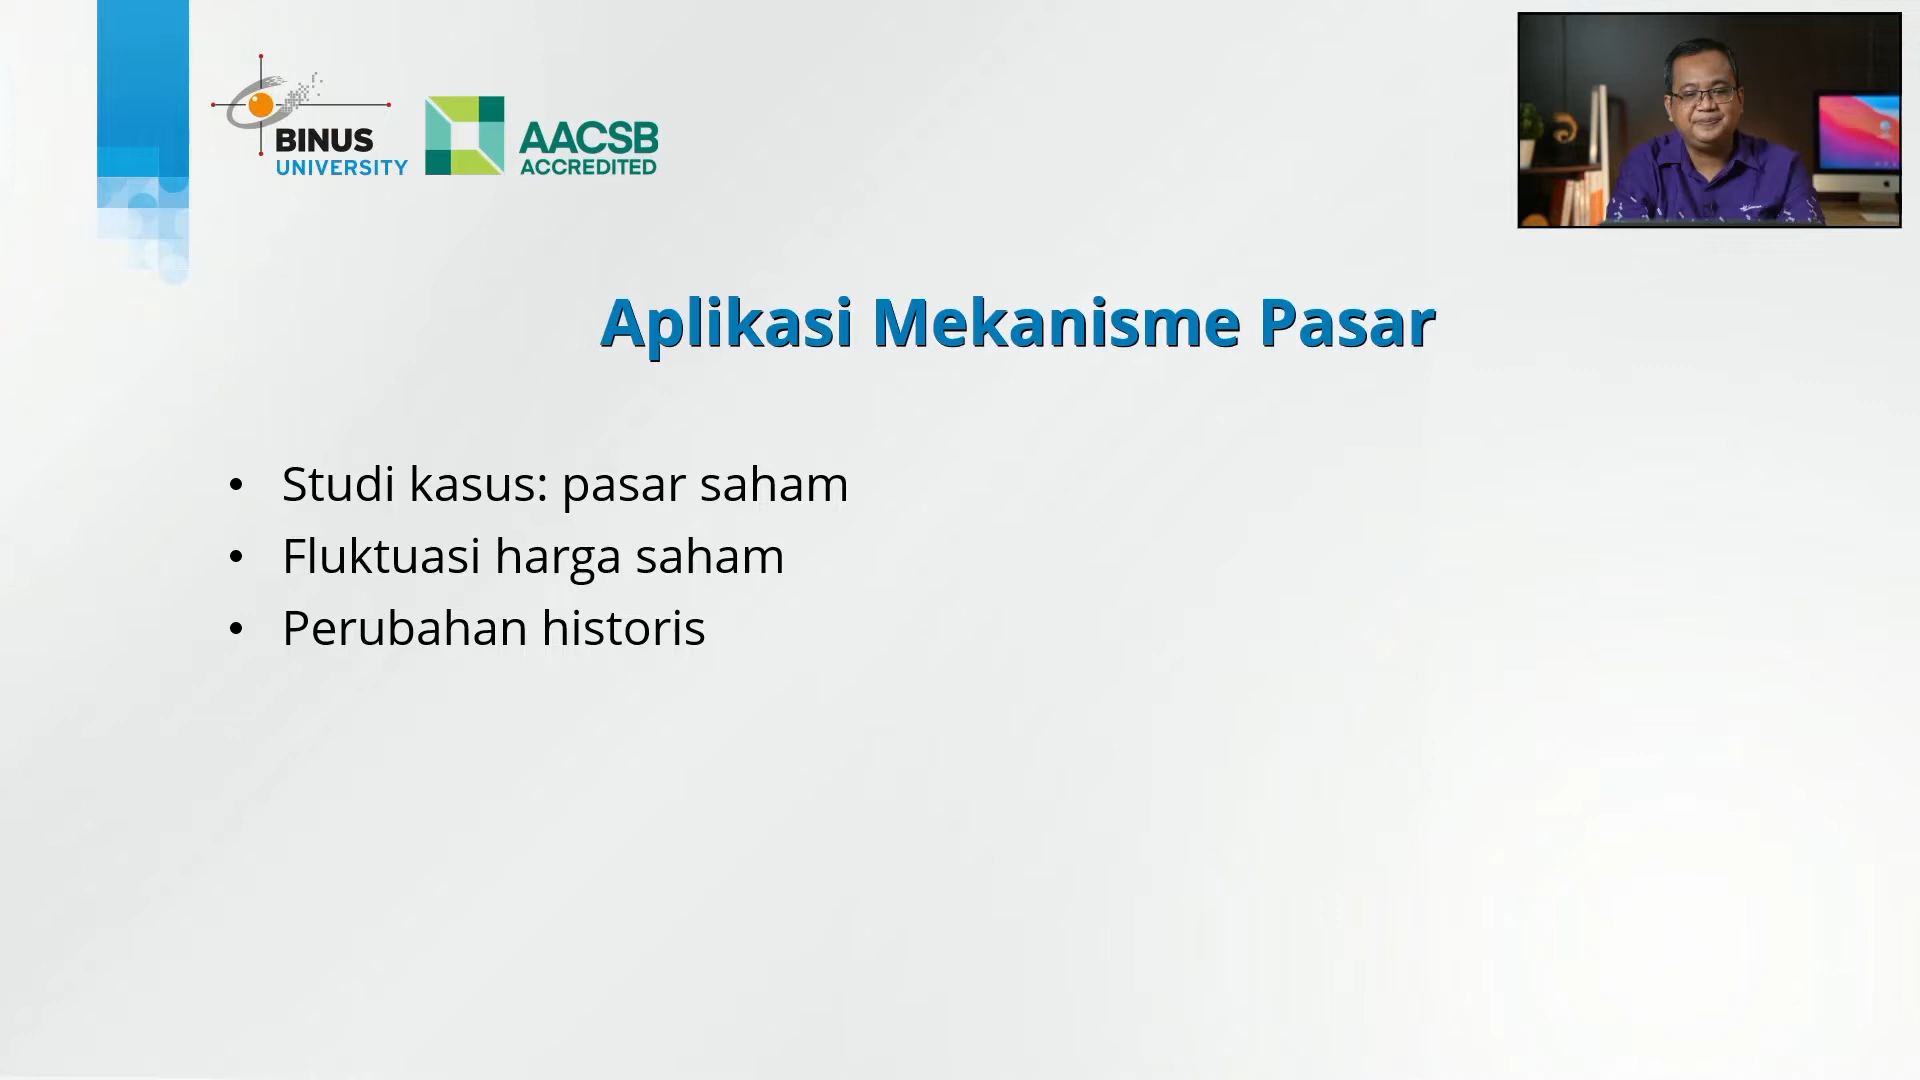 BINUS
UNIVERSITY
AACSB
ACCREDITED
Aplikasi Mekanisme Pasar
• Studi kasus: pasar saham
• Fluktuasi harga saham
• Perubahan historis